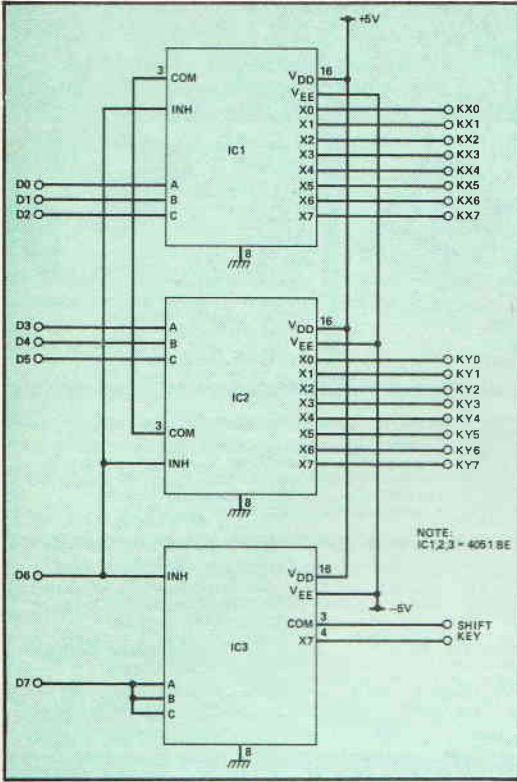 +5V
3
COM
VDD 16
VEE
INH
X0 KX0
X1 KX1
X2 KX2
X3 KX3
IC1
X4 KX4
D0 A X5 KX5
D1 B X6 KX6
D2 C X7 KX7
8
D3 A VDD 16
D4 B VEE
D5 C X0 KY0
X1 KY1
X2 KY2
IC2 X3 KY3
X4 KY4
3 X5 KY5
COM X6 KY6
INH X7 KY7
8
NOTE:
IC1,2,3 = 4051 BE
D6 INH VDD 16
VEE
-5V
COM 3 SHIFT
IC3 X7 4 KEY
D7 A
B
C
8